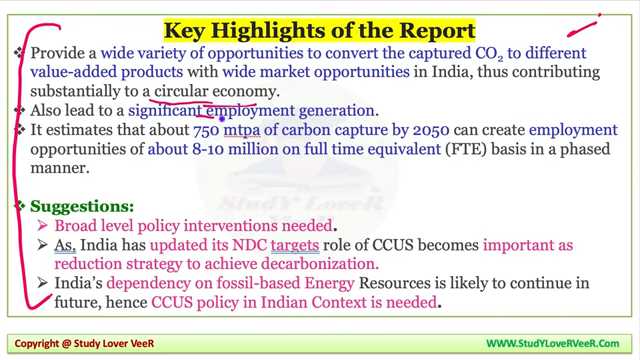 Key Highlights of the Report
❖ Provide a wide variety of opportunities to convert the captured CO₂ to different
value-added products with wide market opportunities in India, thus contributing
substantially to a circular economy.
❖ Also lead to a significant employment generation.
❖ It estimates that about 750 mtpa of carbon capture by 2050 can create employment
opportunities of about 8-10 million on full time equivalent (FTE) basis in a phased
manner.
❖ Suggestions:
➢ Broad level policy interventions needed.
➢ As, India has updated its NDC targets role of CCUS becomes important as
reduction strategy to achieve decarbonization.
➢ India's dependency on fossil-based Energy Resources is likely to continue in
future, hence CCUS policy in Indian Context is needed.
Study LoveR
VeeR
Copyright @ Study Lover VeeR
WWW.StudyLoveRVeeR.Com